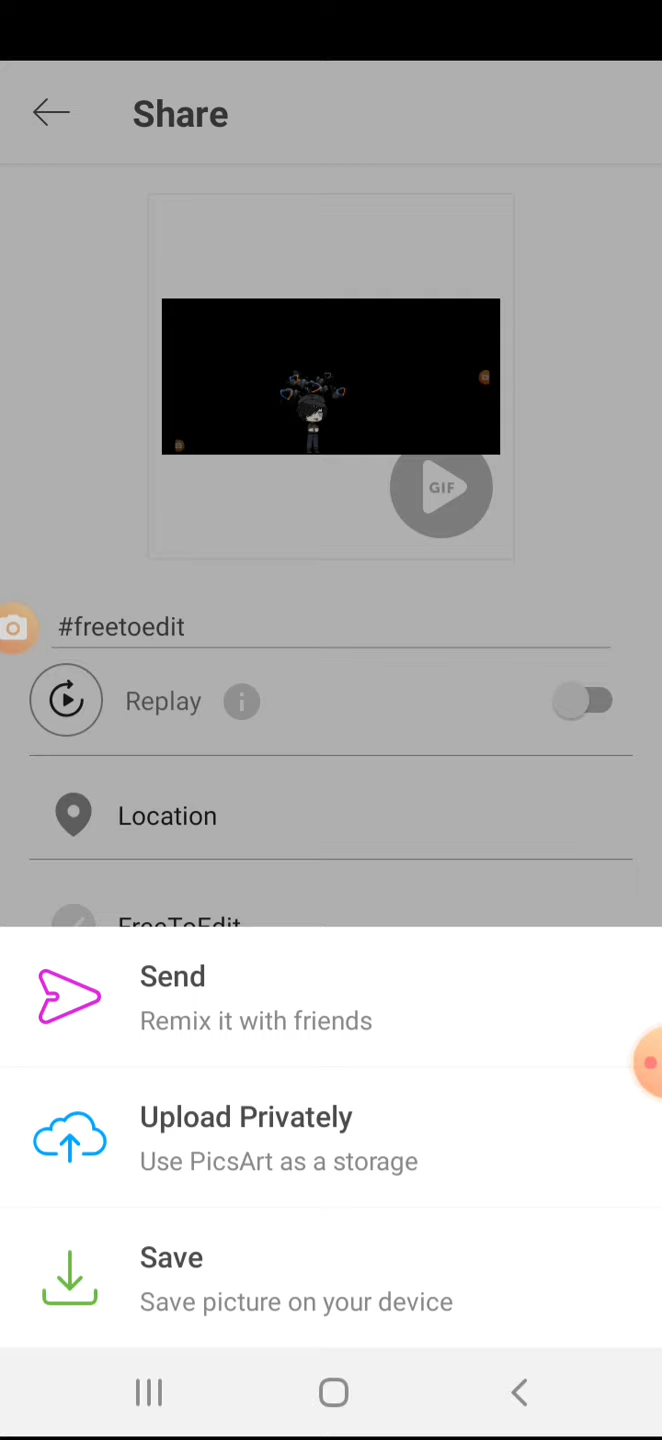 Share
GIF
#freetoedit
Replay
Location
FreeToEdit
Send
Remix it with friends
Upload Privately
Use PicsArt as a storage
Save
Save picture on your device